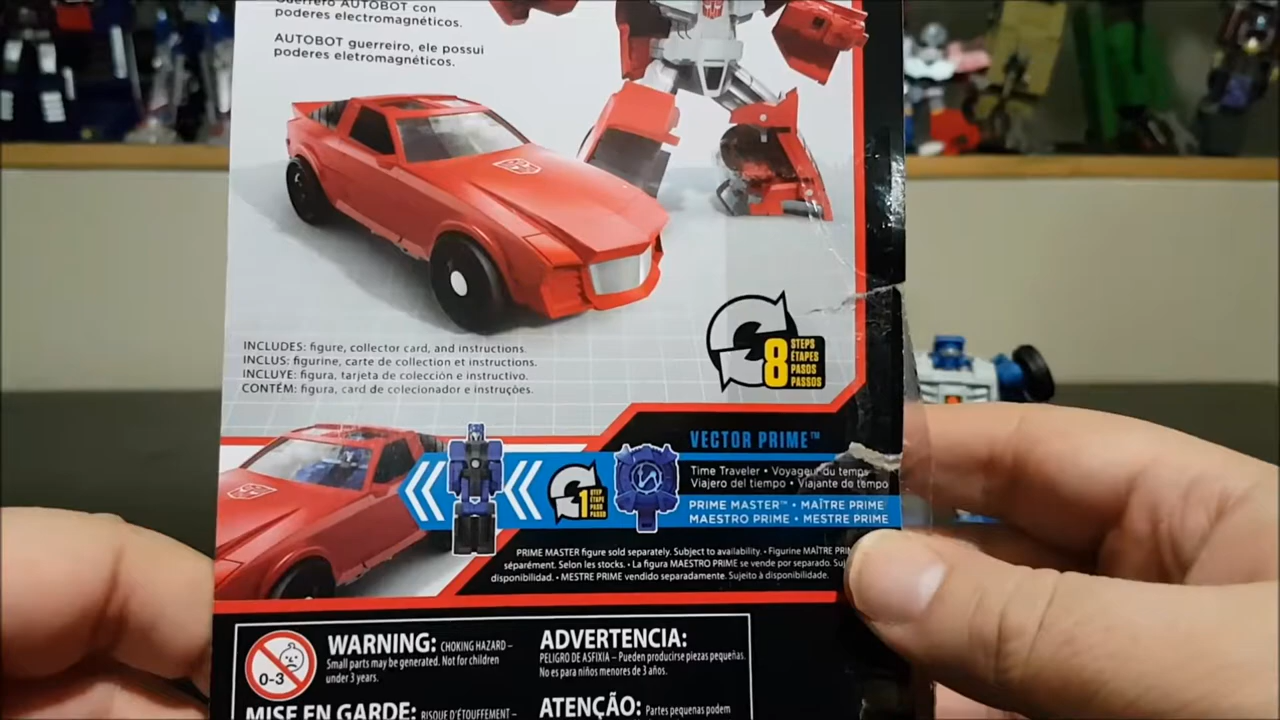 Guerrero AUTOBOT con
poderes electromagnéticos.
AUTOBOT guerreiro, ele possui
poderes eletromagnéticos.
INCLUDES: figure, collector card, and instructions.
INCLUS: figurine, carte de collection et instructions.
INCLUYE: figura, tarjeta de colección e instructivo.
CONTÉM: figura, card de colecionador e instruções.
8 STEPS
ÉTAPES
PASOS
PASSOS
VECTOR PRIME™
Time Traveler • Voyageur du temps
Viajero del tiempo • Viajante de tempo
1 STEP
ÉTAPE
PASO
PASSO
PRIME MASTER™ • MAÎTRE PRIME
MAESTRO PRIME • MESTRE PRIME
PRIME MASTER figure sold separately. Subject to availability. • Figurine MAÎTRE
séparément. Selon les stocks. • La figura MAESTRO PRIME se vende por separado.
disponibilidad. • MESTRE PRIME vendido separadamente. Sujeito à disponibilidade.
0-3
WARNING: CHOKING HAZARD –
Small parts may be generated. Not for children
under 3 years.
ADVERTENCIA:
PELIGRO DE ASFIXIA – Pueden producirse piezas pequeñas.
No es para niños menores de 3 años.
MISE EN GARDE: RISQUE D'ÉTOUFFEMENT –
ATENÇÃO: Partes pequenas podem